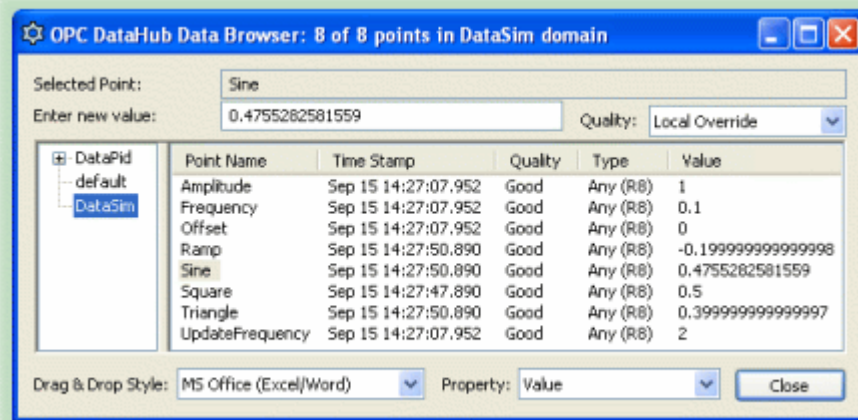 OPC DataHub Data Browser: 8 of 8 points in DataSim domain
Selected Point: Sine
Enter new value: 0.4755282581559 Quality: Local Override
DataPid
default
DataSim
Point Name Time Stamp Quality Type Value
Amplitude Sep 15 14:27:07.952 Good Any (R8) 1
Frequency Sep 15 14:27:07.952 Good Any (R8) 0.1
Offset Sep 15 14:27:07.952 Good Any (R8) 0
Ramp Sep 15 14:27:50.890 Good Any (R8) -0.199999999999998
Sine Sep 15 14:27:50.890 Good Any (R8) 0.4755282581559
Square Sep 15 14:27:47.890 Good Any (R8) 0.5
Triangle Sep 15 14:27:50.890 Good Any (R8) 0.399999999999997
UpdateFrequency Sep 15 14:27:07.952 Good Any (R8) 2
Drag & Drop Style: MS Office (Excel/Word) Property: Value Close